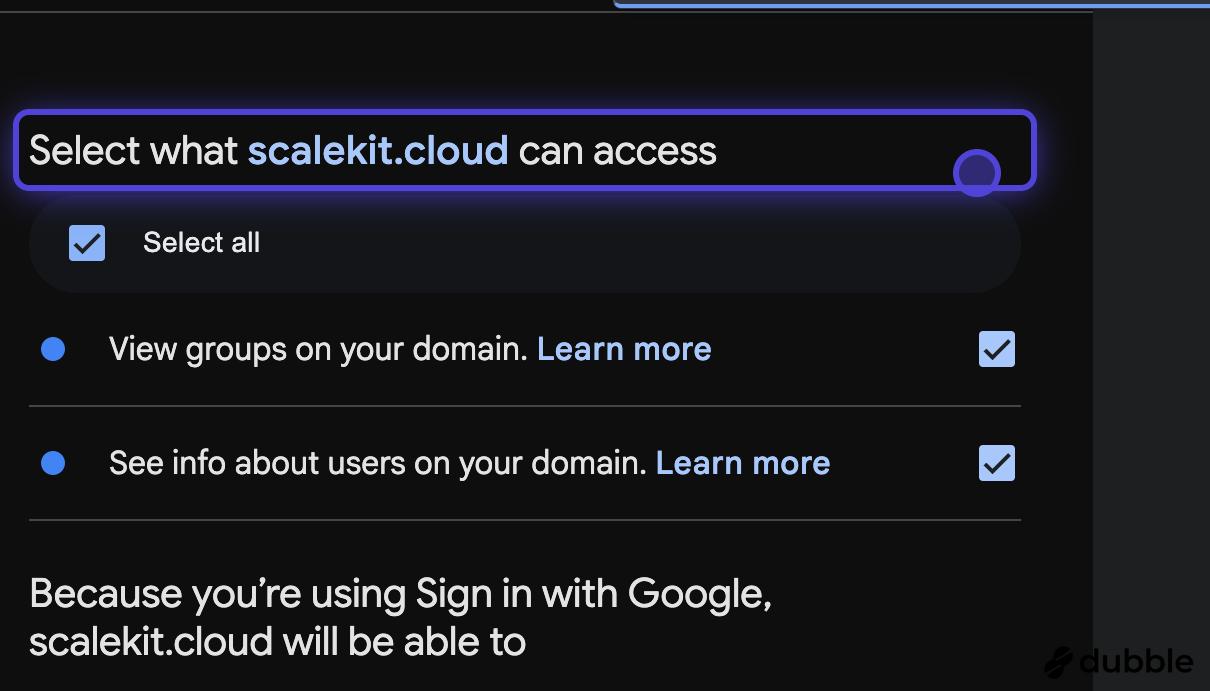 Select what scalekit.cloud can access
Select all
View groups on your domain. Learn more
See info about users on your domain. Learn more
Because you’re using Sign in with Google,
scalekit.cloud will be able to
dubble